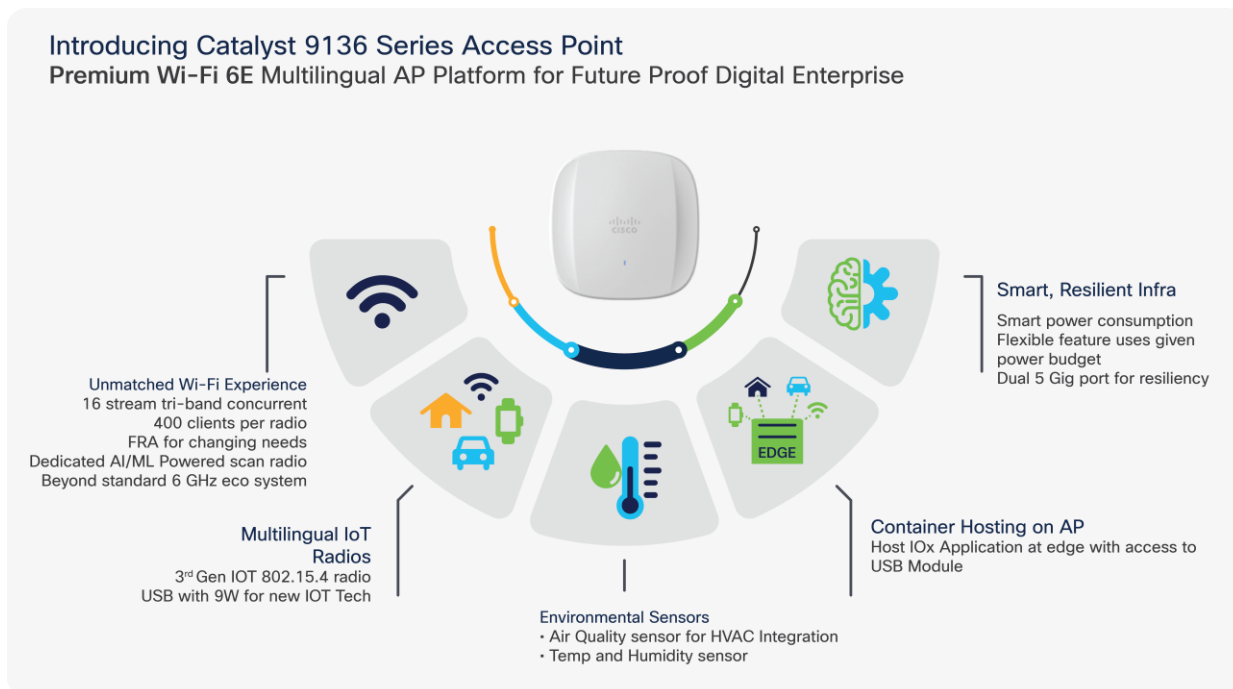 Introducing Catalyst 9136 Series Access Point
Premium Wi-Fi 6E Multilingual AP Platform for Future Proof Digital Enterprise
cisco
Unmatched Wi-Fi Experience
16 stream tri-band concurrent
400 clients per radio
FRA for changing needs
Dedicated AI/ML Powered scan radio
Beyond standard 6 GHz eco system
Multilingual IoT
Radios
3rd Gen IOT 802.15.4 radio
USB with 9W for new IOT Tech
Environmental Sensors
• Air Quality sensor for HVAC Integration
• Temp and Humidity sensor
EDGE
Container Hosting on AP
Host IOx Application at edge with access to
USB Module
Smart, Resilient Infra
Smart power consumption
Flexible feature uses given
power budget
Dual 5 Gig port for resiliency